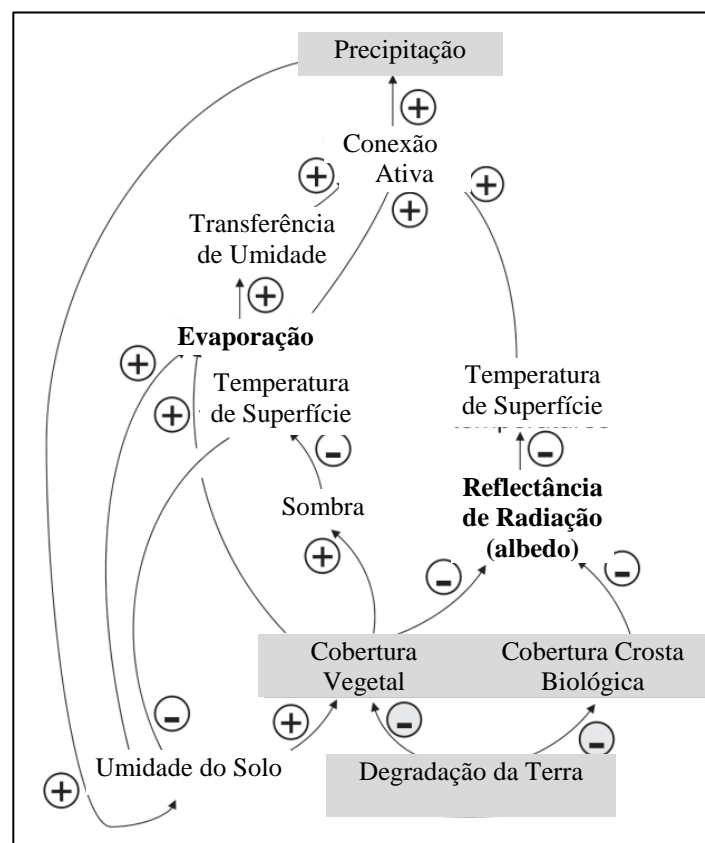 Precipitação
+
Conexão
Ativa
+
+
+
Transferência
de Umidade
+
Evaporação
+
+
Temperatura
de Superfície
Temperatura
de Superfície
-
-
Sombra
Reflectância
de Radiação
(albedo)
+
-
-
Cobertura
Vegetal
Cobertura Crosta
Biológica
-
+
-
-
Umidade do Solo
Degradação da Terra
+